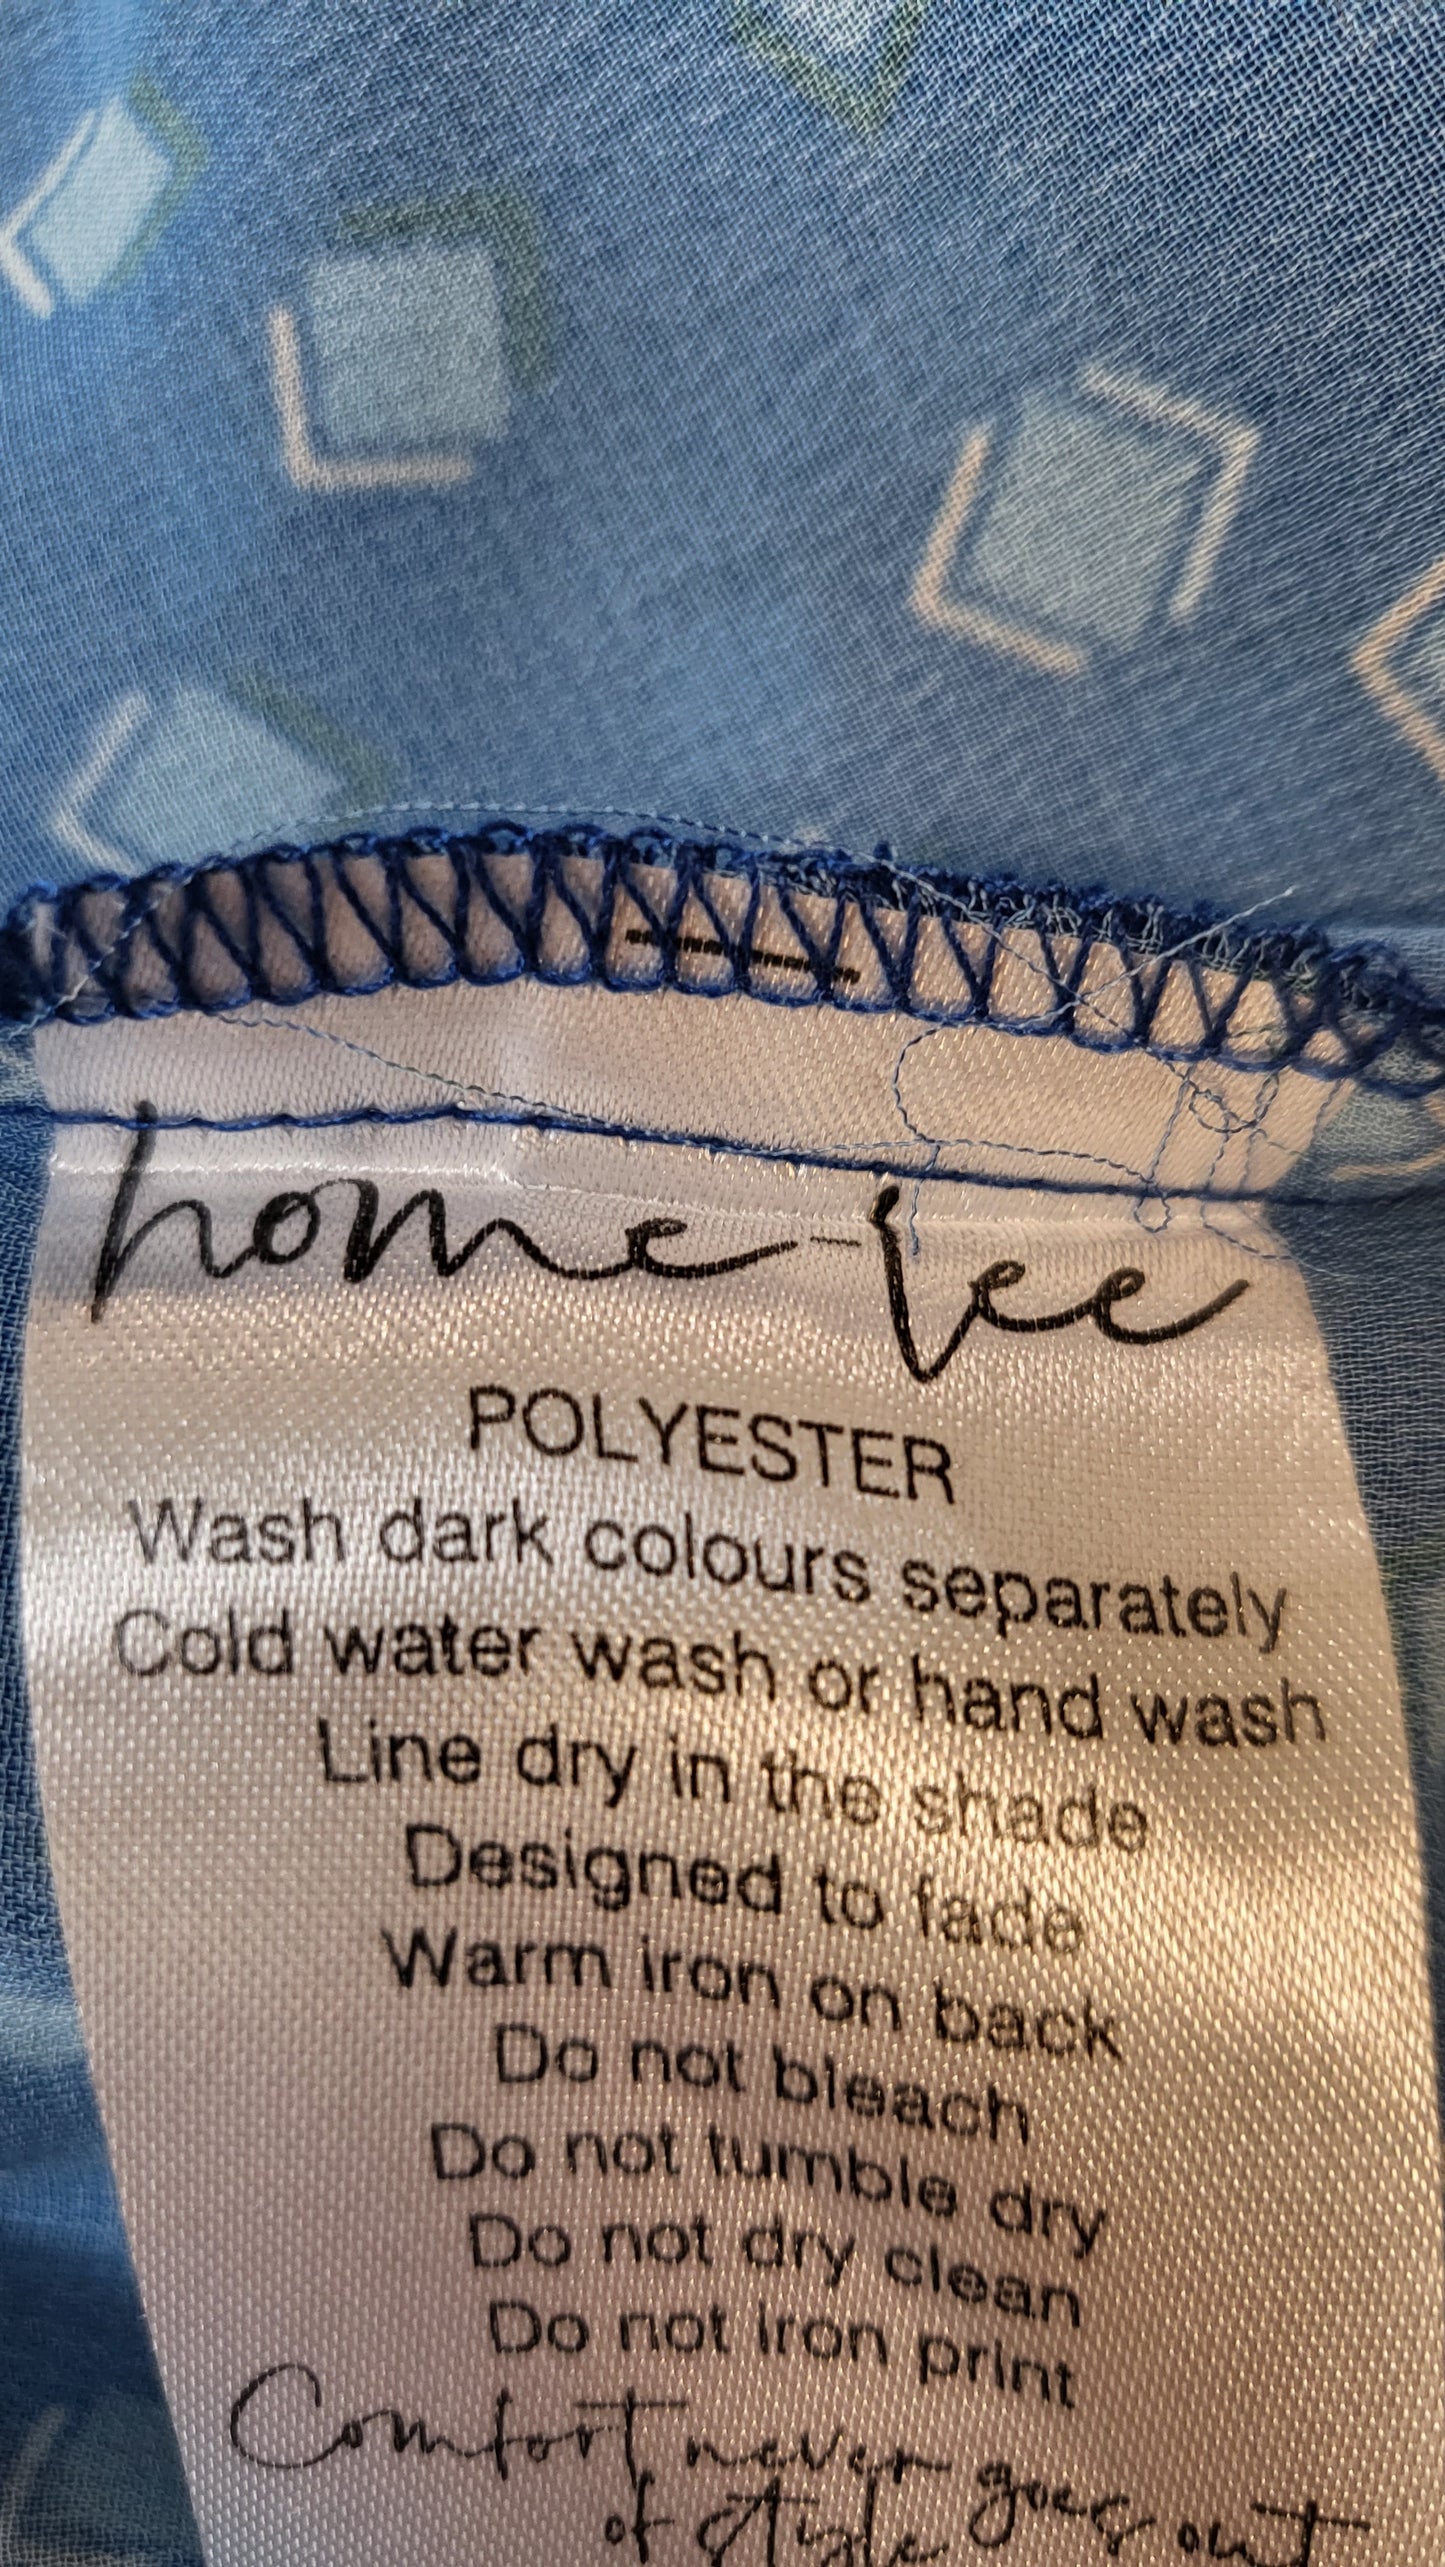 home-lee
POLYESTER
Wash dark colours separately
Cold water wash or hand wash
Line dry in the shade
Designed to fade
Warm iron on back
Do not bleach
Do not tumble dry
Do not dry clean
Do not iron print
Comfort never goes out
of style